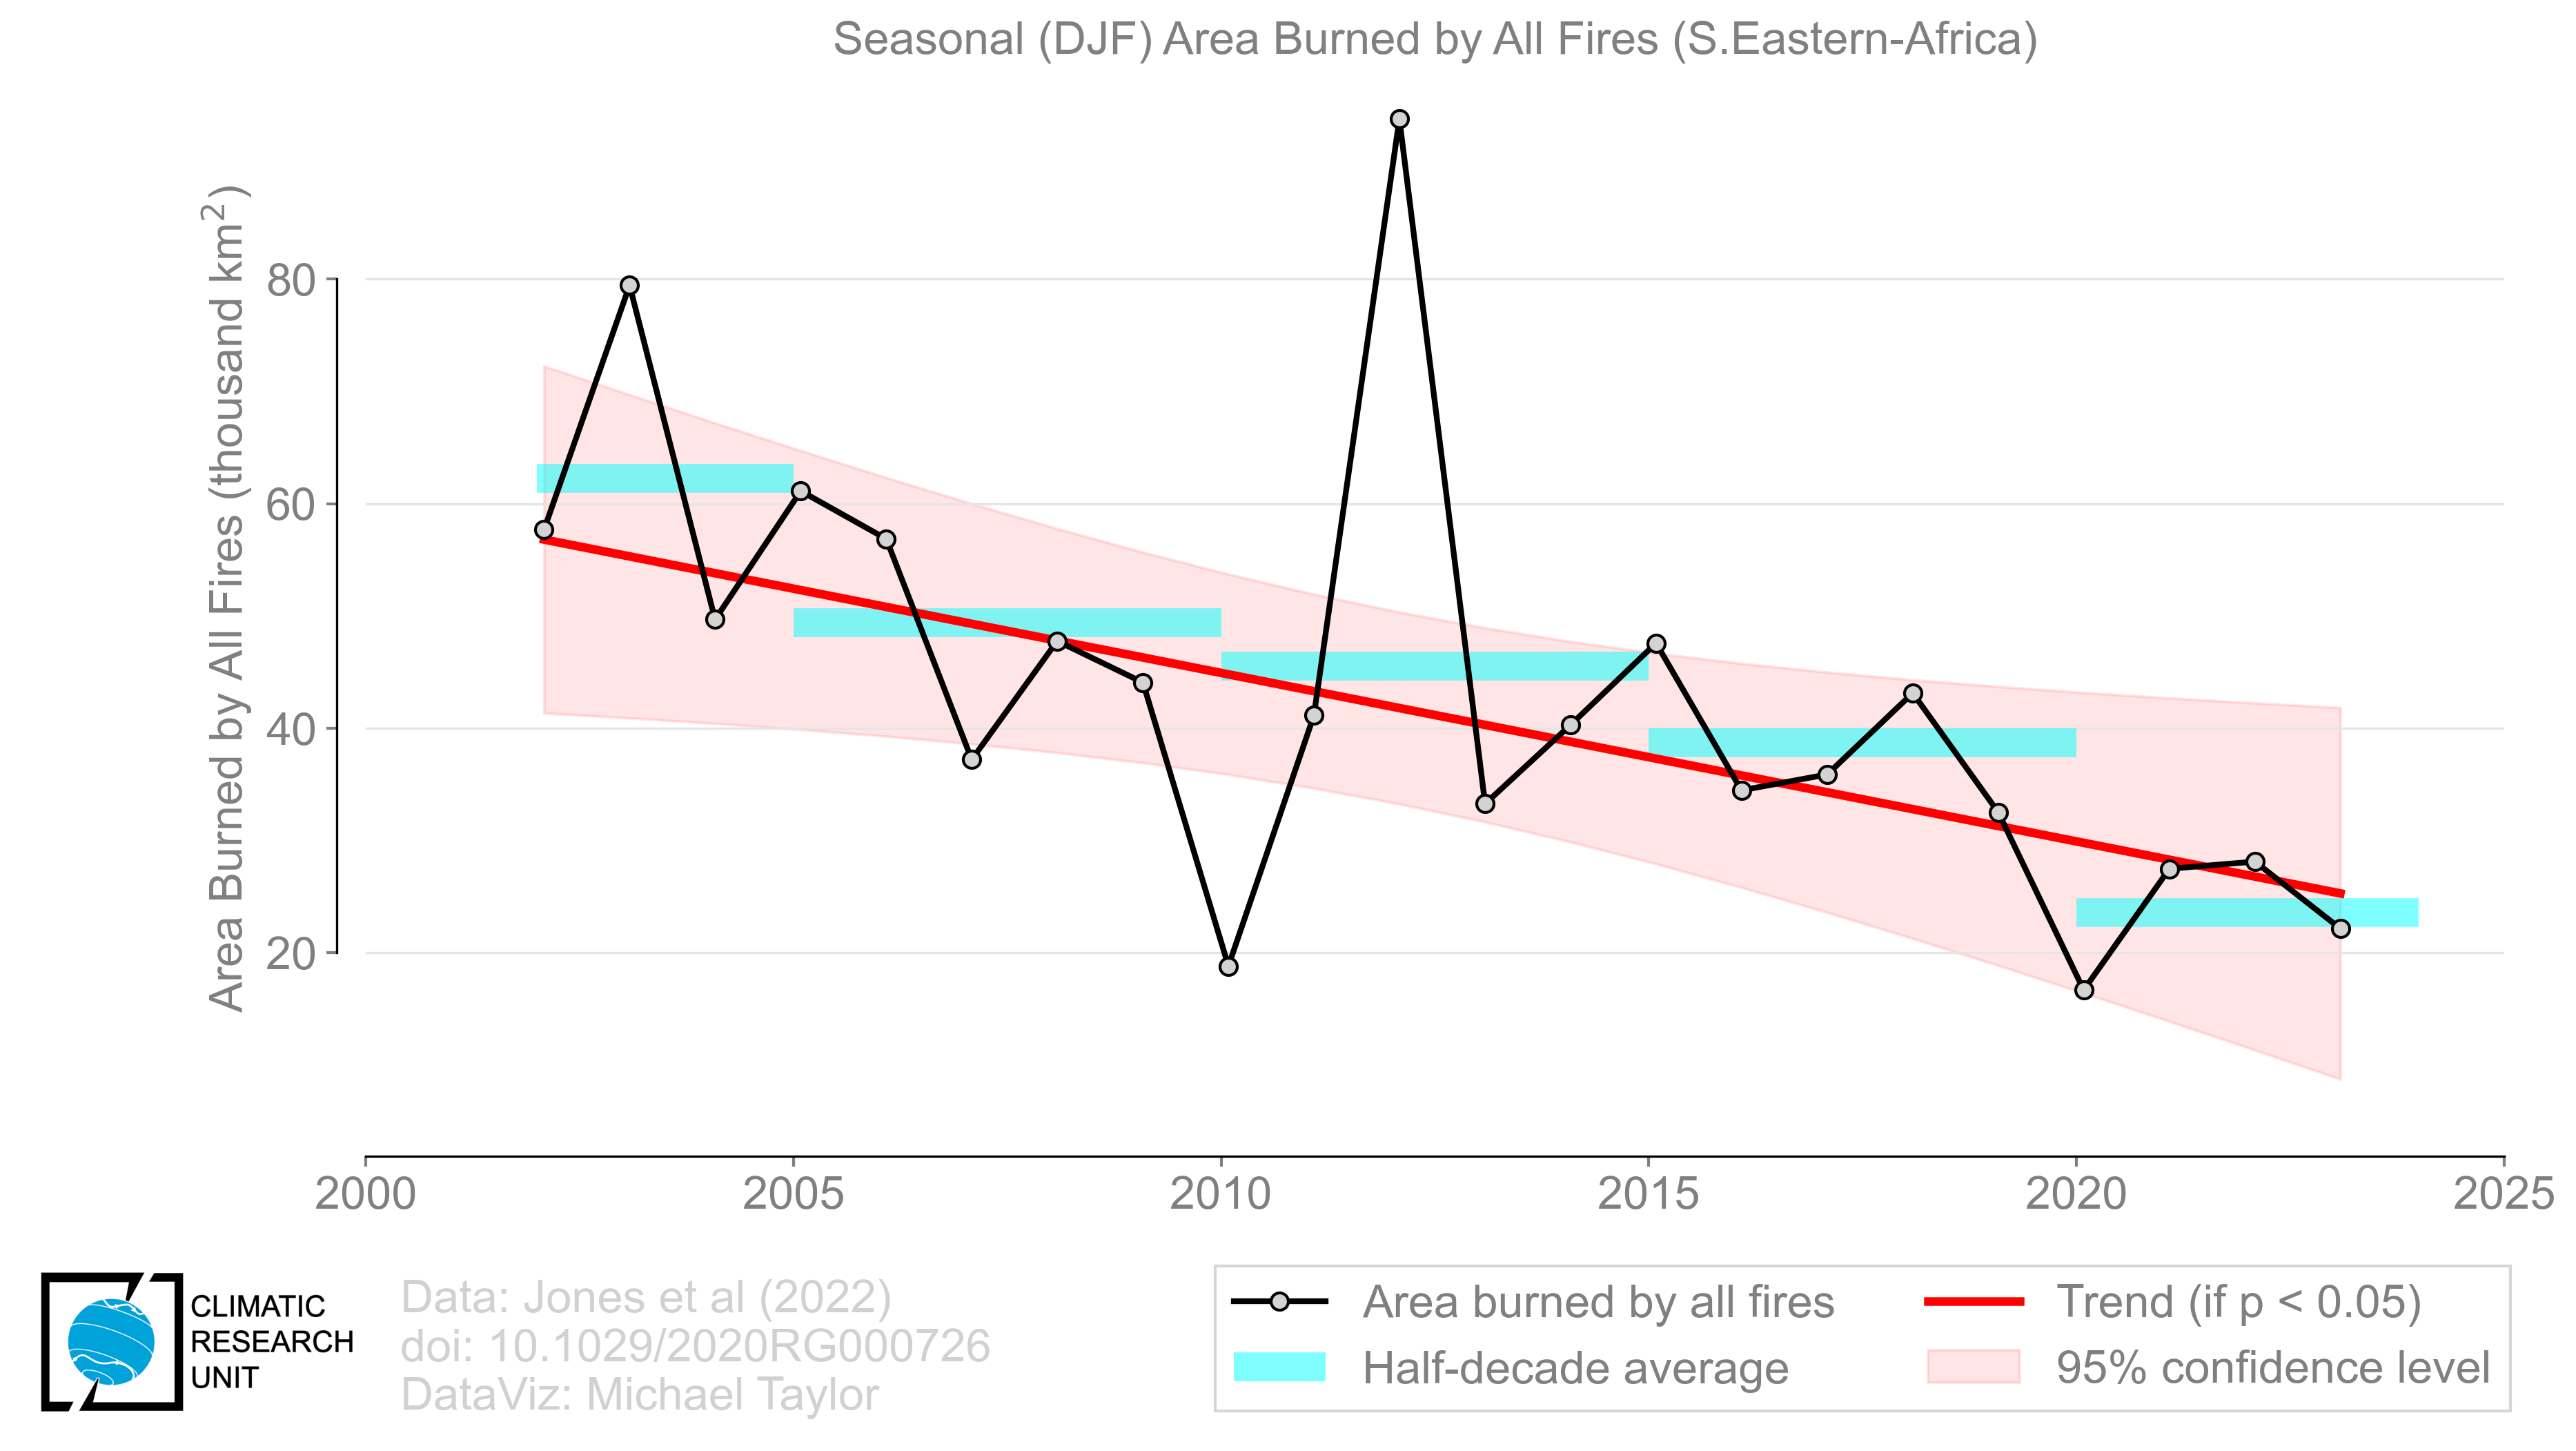 Seasonal (DJF) Area Burned by All Fires (S.Eastern-Africa)
Area Burned by All Fires (thousand km²)
80
60
40
20
2000
2005
2010
2015
2020
2025
CLIMATIC
RESEARCH
UNIT
Data: Jones et al (2022)
doi: 10.1029/2020RG000726
DataViz: Michael Taylor
Area burned by all fires
Half-decade average
Trend (if p < 0.05)
95% confidence level